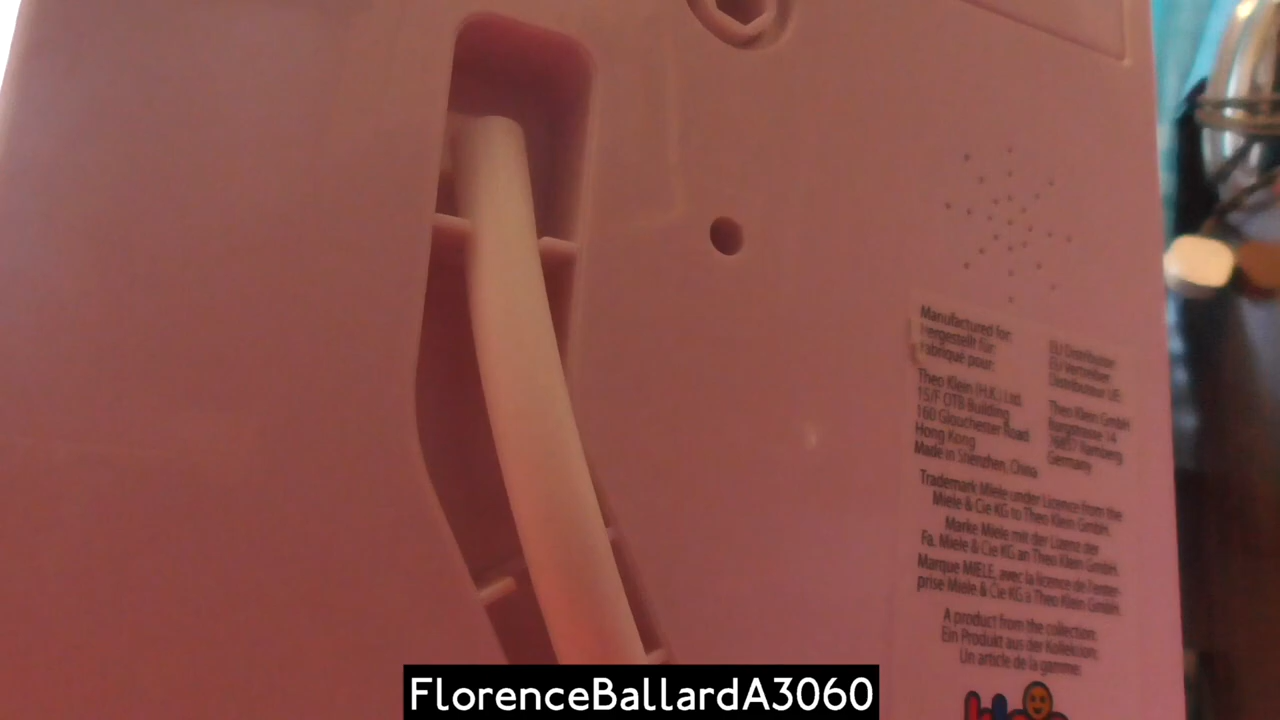 Manufactured for:
Hergestellt für:
Fabriqué pour:
Theo Klein (H.K.) Ltd.
15/F OTB Building
160 Glouchester Road
Hong Kong
Made in Shenzhen, China
EU Distributor
EU Vertreiber
Distributeur UE:
Theo Klein GmbH
Germany
Trademark Miele under Licence from the
Miele & Cie KG to Theo Klein GmbH.
Marke Miele mit der Lizenz der
Fa. Miele & Cie KG an Theo Klein GmbH.
Marque MIELE, avec la licence de l'enter-
prise Miele & Cie KG à Theo Klein GmbH.
A product from the collection:
Ein Produkt aus der Kollektion:
Un article de la gamme:
FlorenceBallardA3060